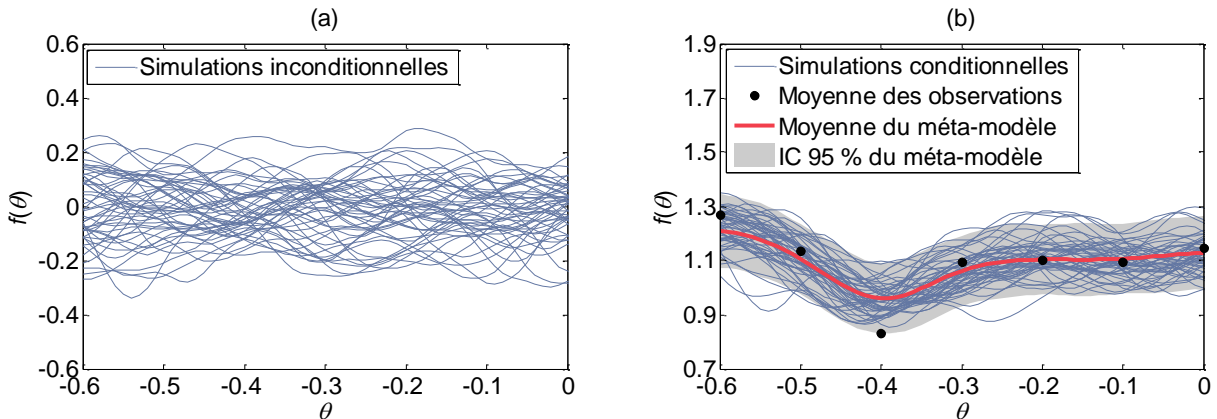 (a)
0.6
0.4
0.2
0
-0.2
-0.4
-0.6
f(θ)
Simulations inconditionnelles
-0.6 -0.5 -0.4 -0.3 -0.2 -0.1 0
θ
(b)
1.9
1.7
1.5
1.3
1.1
0.9
0.7
f(θ)
Simulations conditionnelles
Moyenne des observations
Moyenne du méta-modèle
IC 95 % du méta-modèle
-0.6 -0.5 -0.4 -0.3 -0.2 -0.1 0
θ